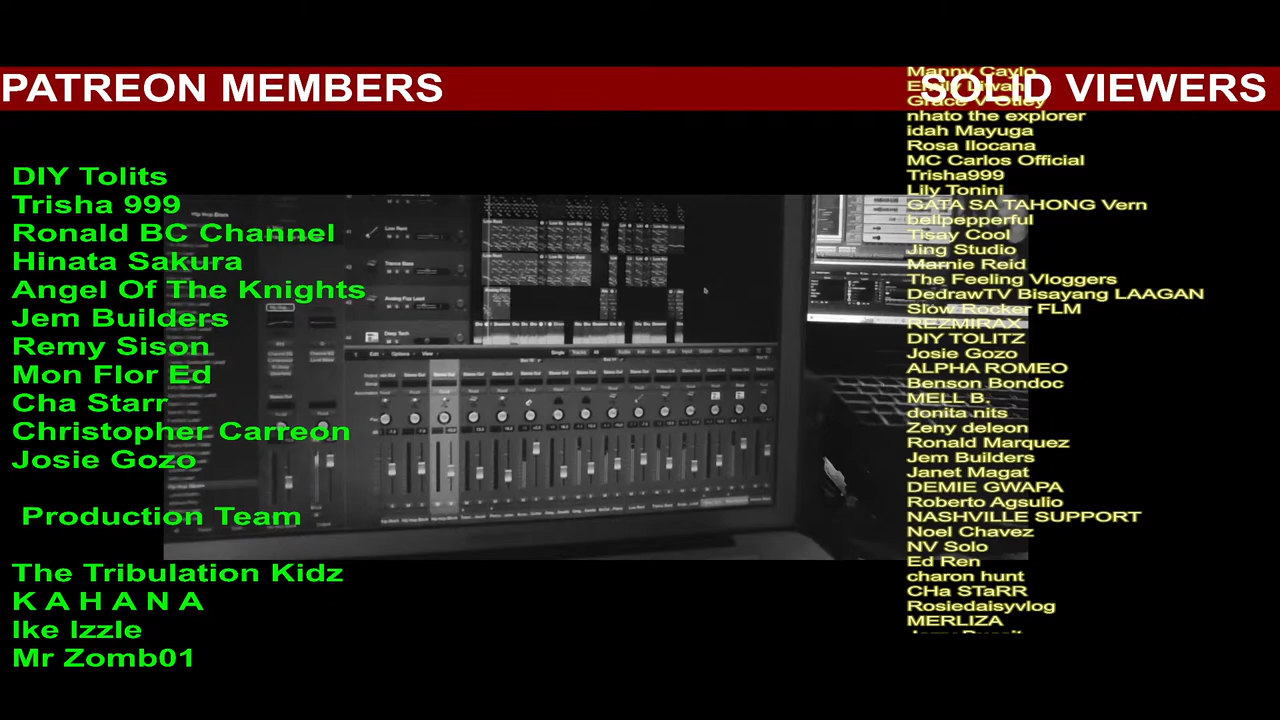 PATREON MEMBERS
DIY Tolits
Trisha 999
Ronald BC Channel
Hinata Sakura
Angel Of The Knights
Jem Builders
Remy Sison
Mon Flor Ed
Cha Starr
Christopher Carreon
Josie Gozo
Production Team
The Tribulation Kidz
K A H A N A
Ike Izzle
Mr Zomb01
SOLID VIEWERS
Manny Caylo
Grace V Otley
nhato the explorer
idah Mayuga
Rosa Ilocana
MC Carlos Official
Trisha999
Lily Tonini
GATA SA TAHONG Vern
bellpepperful
Tisay Cool
Jing Studio
Marnie Reid
The Feeling Vloggers
DedrawTV Bisayang LAAGAN
Slow Rocker FLM
REZMIRAX
DIY TOLITZ
Josie Gozo
ALPHA ROMEO
Benson Bondoc
MELL B.
donita nits
Zeny deleon
Ronald Marquez
Jem Builders
Janet Magat
DEMIE GWAPA
Roberto Agsulio
NASHVILLE SUPPORT
Noel Chavez
NV Solo
Ed Ren
charon hunt
CHa STaRR
Rosiedaisyvlog
MERLIZA